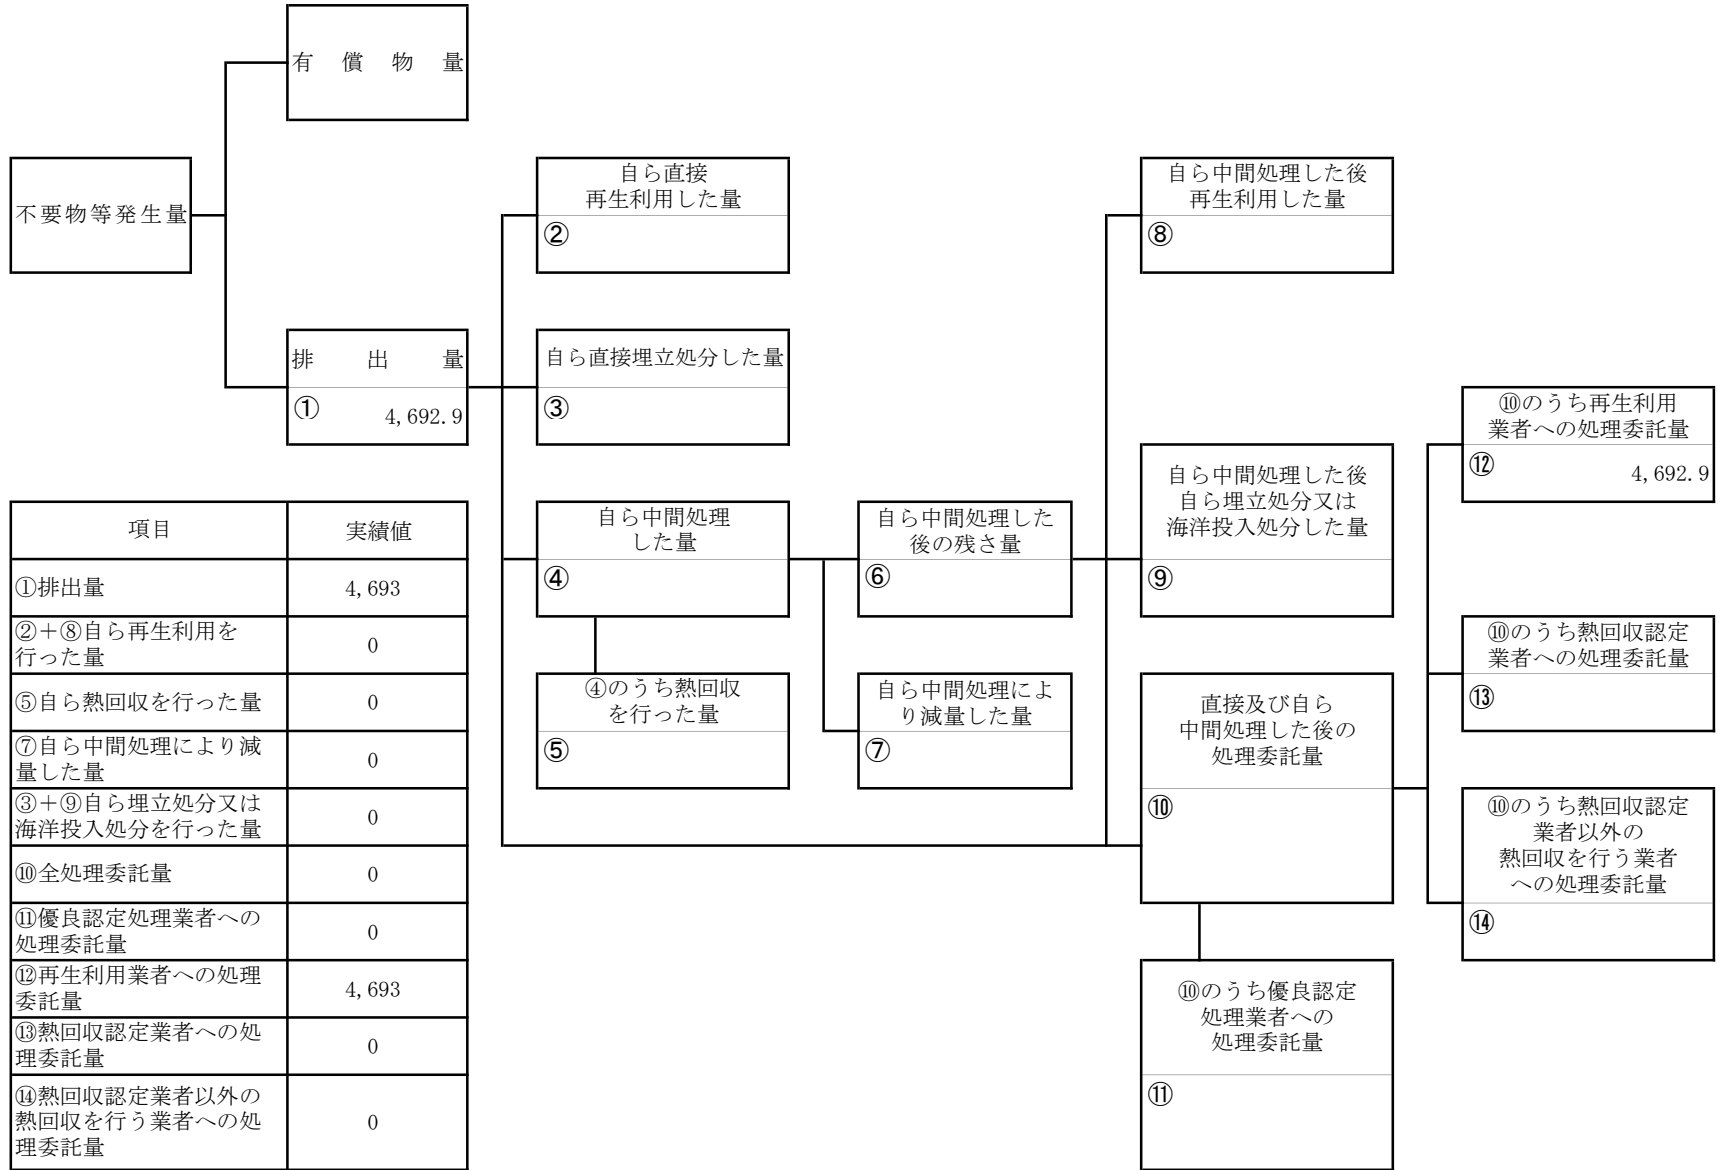 有償物量
不要物等発生量
自ら直接
再生利用した量
②
自ら中間処理した後
再生利用した量
⑧
排出量
①
4,692.9
自ら直接埋立処分した量
③
⑩のうち再生利用
業者への処理委託量
⑫
4,692.9
自ら中間処理
した量
④
自ら中間処理した
後の残さ量
⑥
自ら中間処理した後
自ら埋立処分又は
海洋投入処分した量
⑨
⑩のうち熱回収認定
業者への処理委託量
⑬
④のうち熱回収
を行った量
⑤
自ら中間処理によ
り減量した量
⑦
直接及び自ら
中間処理した後の
処理委託量
⑩
⑩のうち熱回収認定
業者以外の
熱回収を行う業者
への処理委託量
⑭
⑩のうち優良認定
処理業者への
処理委託量
⑪
項目 実績値
①排出量 4,693
②+⑧自ら再生利用を
行った量 0
⑤自ら熱回収を行った量 0
⑦自ら中間処理により減
量した量 0
③+⑨自ら埋立処分又は
海洋投入処分を行った量 0
⑩全処理委託量 0
⑪優良認定処理業者への
処理委託量 0
⑫再生利用業者への処理
委託量 4,693
⑬熱回収認定業者への処
理委託量 0
⑭熱回収認定業者以外の
熱回収を行う業者への処
理委託量 0